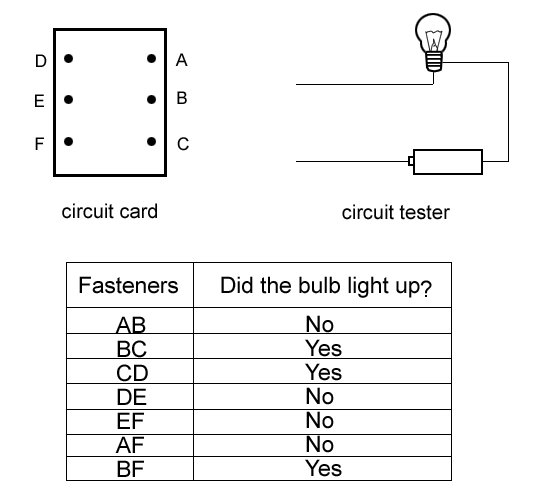 D A
E B
F C
circuit card circuit tester
Fasteners Did the bulb light up?
AB No
BC Yes
CD Yes
DE No
EF No
AF No
BF Yes